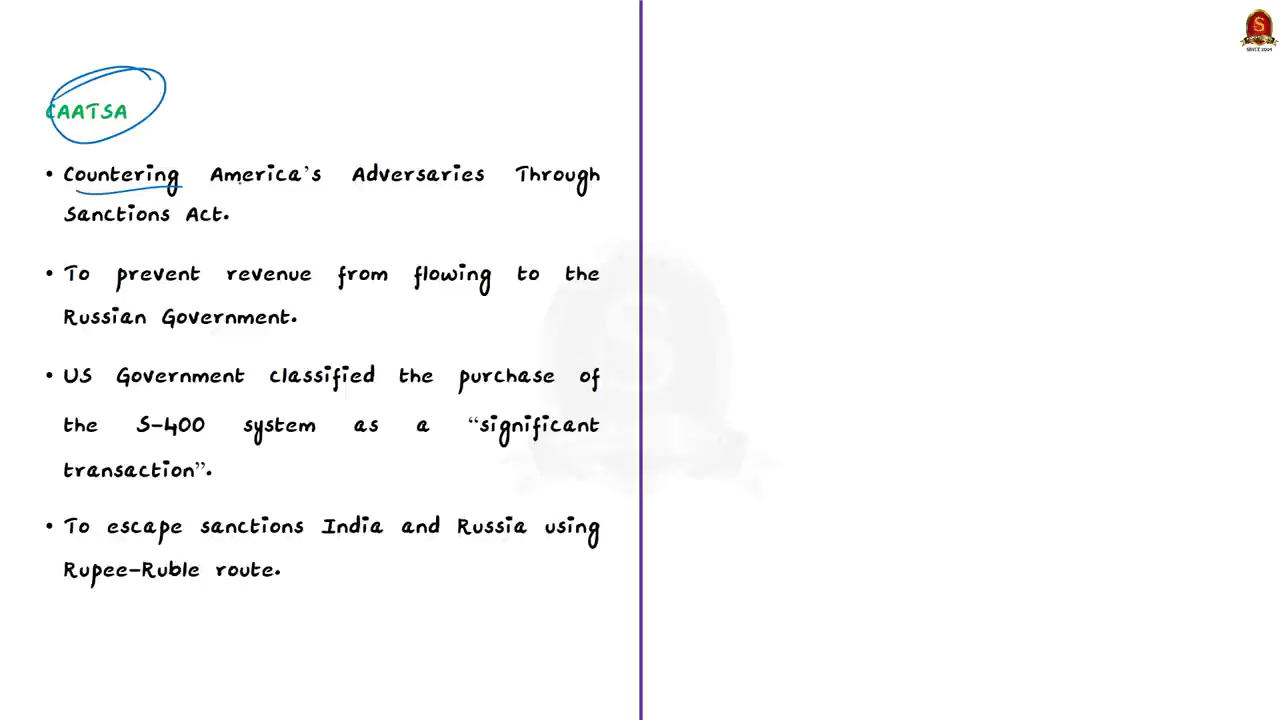 CAATSA
• Countering America's Adversaries Through
Sanctions Act.
• To prevent revenue from flowing to the
Russian Government.
• US Government classified the purchase of
the S-400 system as a “significant
transaction”.
• To escape sanctions India and Russia using
Rupee-Ruble route.
S
SINCE 2004